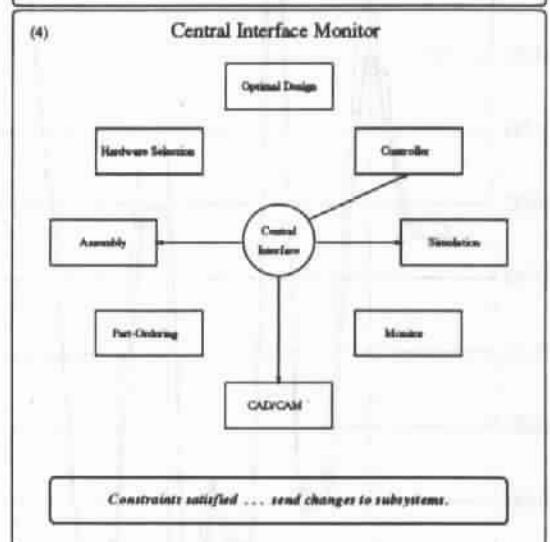 (4) Central Interface Monitor
Optimal Design
Hardware Selection
Controller
Assembly
Central
Interface
Simulation
Part-Ordering
Monitor
CAD/CAM
Constraints satisfied ... send changes to subsystems.